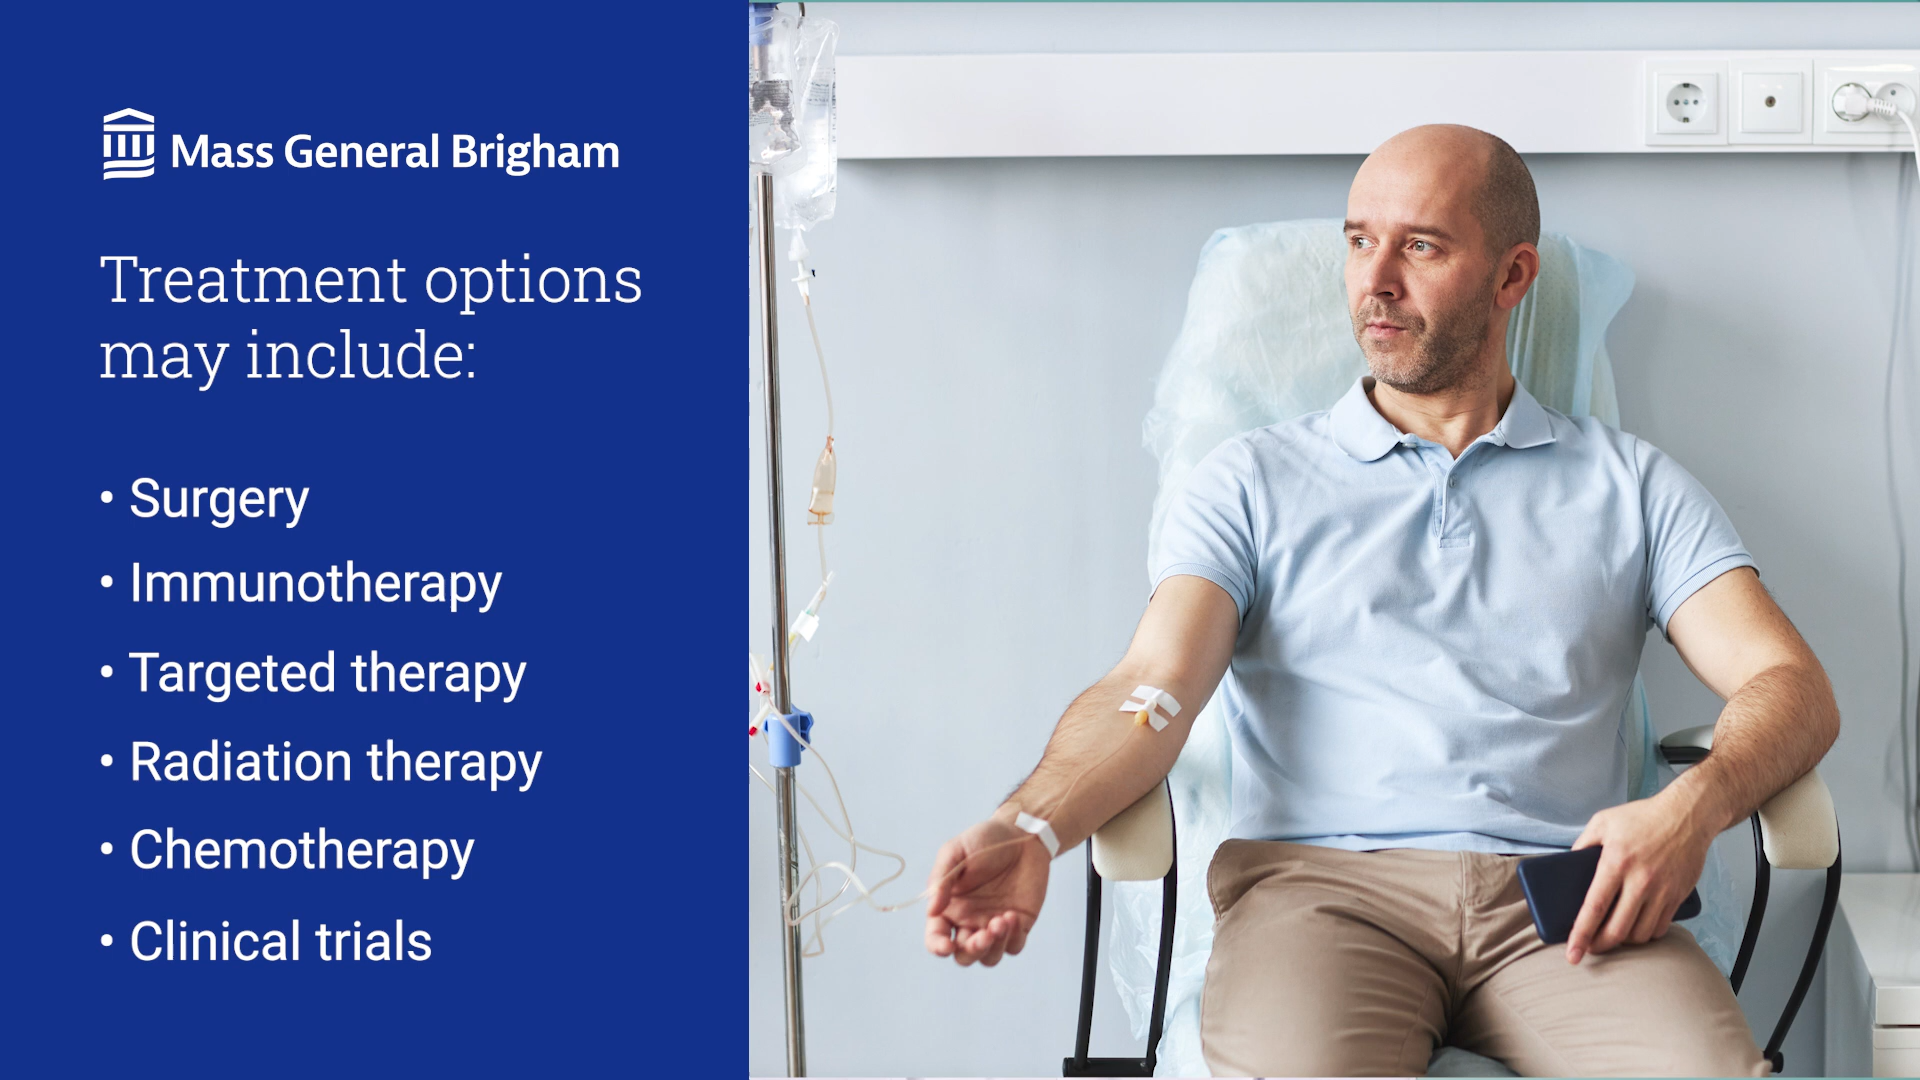 Mass General Brigham
Treatment options
may include:
• Surgery
• Immunotherapy
• Targeted therapy
• Radiation therapy
• Chemotherapy
• Clinical trials